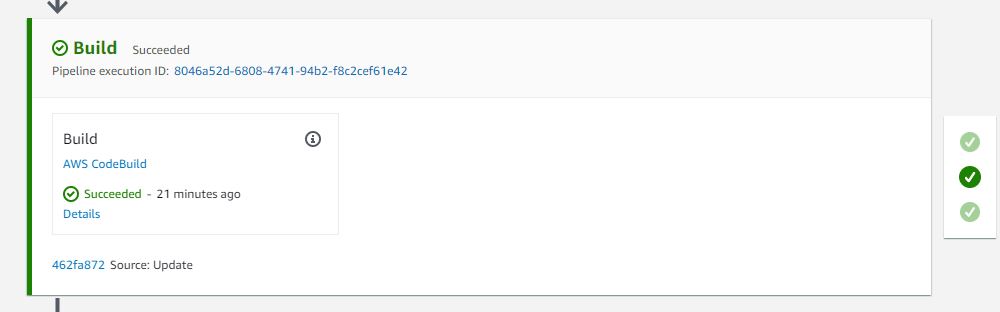 Build Succeeded
Pipeline execution ID: 8046a52d-6808-4741-94b2-f8c2cef61e42
Build
AWS CodeBuild
Succeeded - 21 minutes ago
Details
462fa872 Source: Update